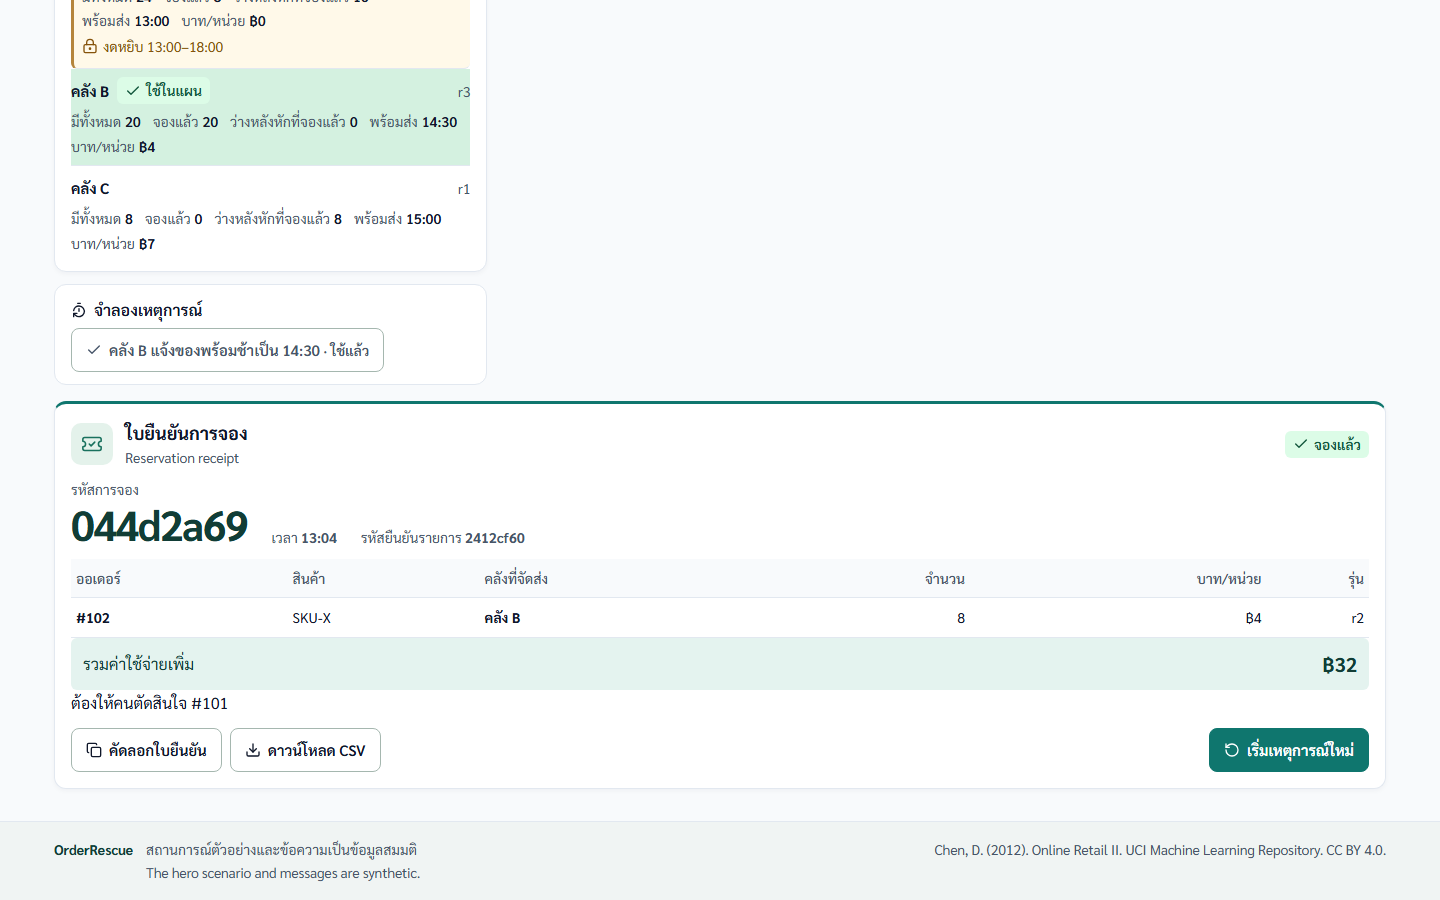 พร้อมส่ง 13:00 บาท/หน่วย ฿0
งดหยิบ 13:00–18:00
คลัง B ใช้ในแผน r3
มีทั้งหมด 20 จองแล้ว 20 ว่างหลังหักที่จองแล้ว 0 พร้อมส่ง 14:30
บาท/หน่วย ฿4
คลัง C r1
มีทั้งหมด 8 จองแล้ว 0 ว่างหลังหักที่จองแล้ว 8 พร้อมส่ง 15:00
บาท/หน่วย ฿7
จำลองเหตุการณ์
คลัง B แจ้งของพร้อมช้าเป็น 14:30 · ใช้แล้ว
ใบยืนยันการจอง
Reservation receipt
จองแล้ว
รหัสการจอง
044d2a69 เวลา 13:04 รหัสยืนยันรายการ 2412cf60
ออเดอร์ สินค้า คลังที่จัดส่ง จำนวน บาท/หน่วย รุ่น
#102 SKU-X คลัง B 8 ฿4 r2
รวมค่าใช้จ่ายเพิ่ม ฿32
ต้องให้คนตัดสินใจ #101
คัดลอกใบยืนยัน ดาวน์โหลด CSV เริ่มเหตุการณ์ใหม่
OrderRescue สถานการณ์ตัวอย่างและข้อความเป็นข้อมูลสมมติ Chen, D. (2012). Online Retail II. UCI Machine Learning Repository. CC BY 4.0.
The hero scenario and messages are synthetic.